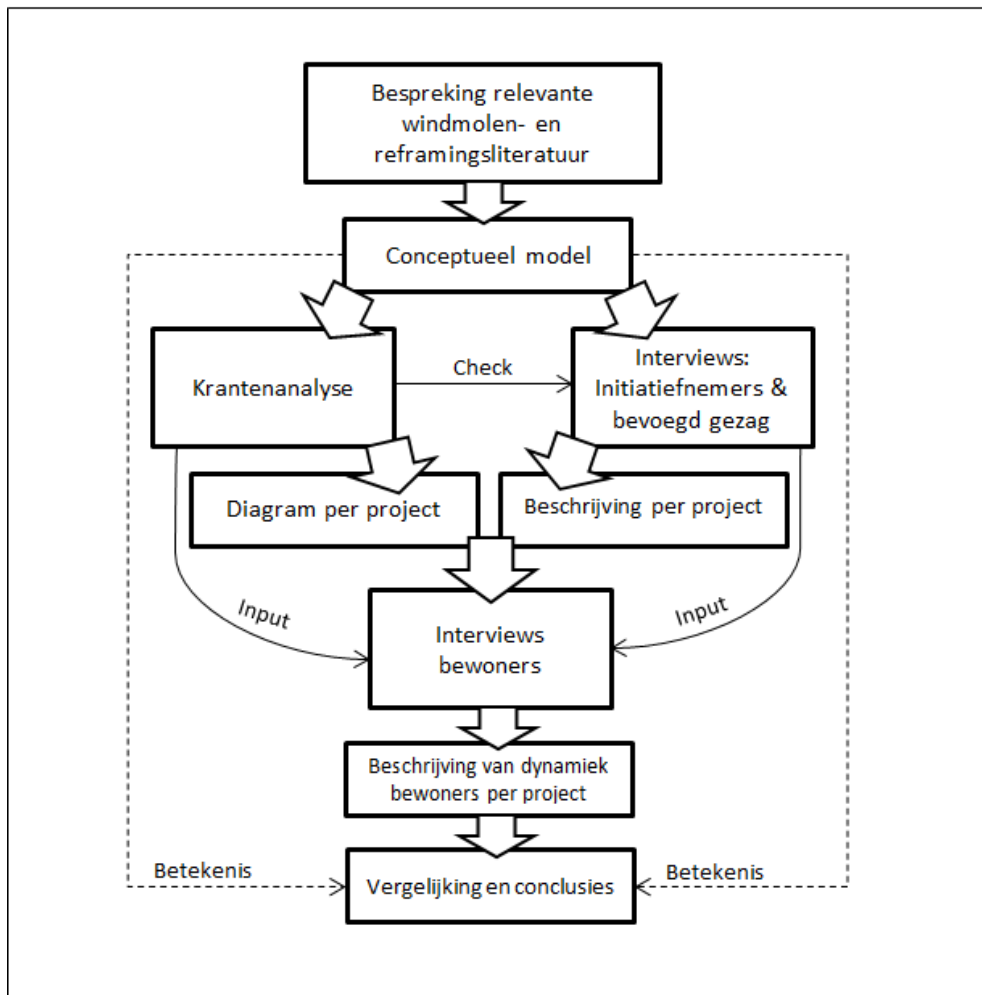 Bespreking relevante
windmolen- en
reframingsliteratuur
Conceptueel model
Krantenanalyse
Check
Interviews:
Initiatiefnemers &
bevoegd gezag
Diagram per project
Beschrijving per project
Input
Input
Interviews
bewoners
Beschrijving van dynamiek
bewoners per project
Betekenis
Betekenis
Vergelijking en conclusies